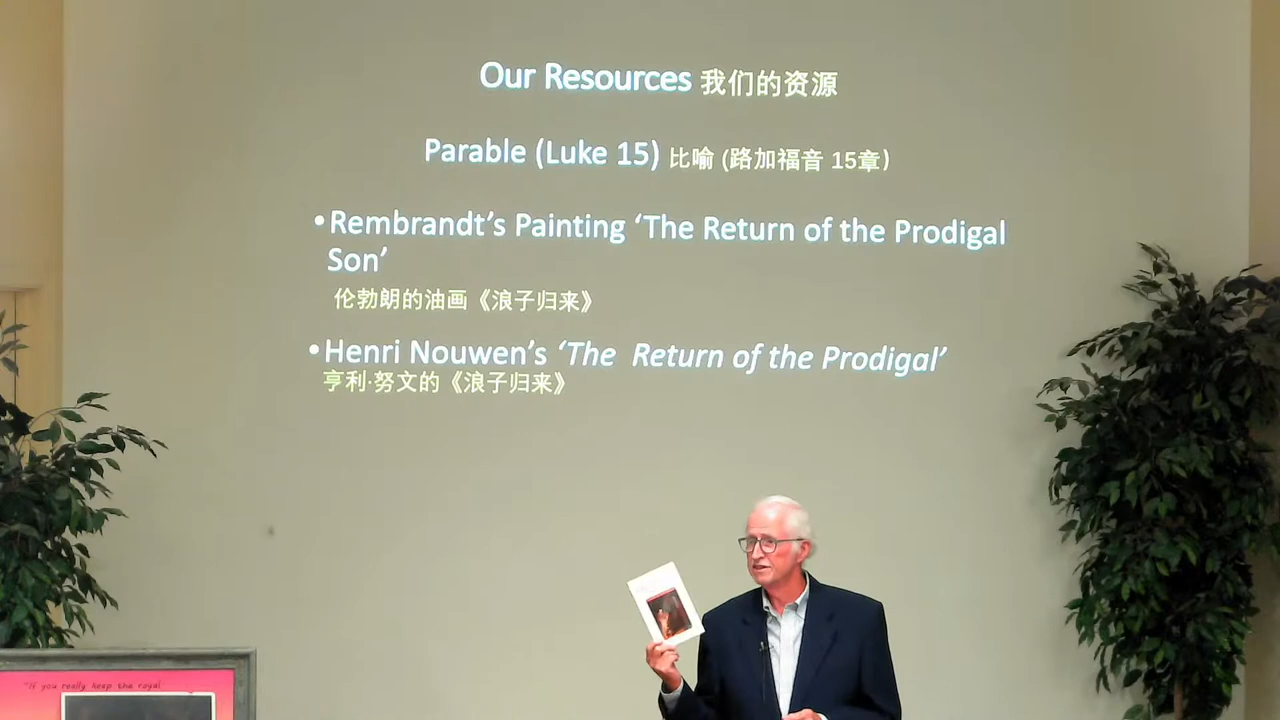 Our Resources 我们的资源
Parable (Luke 15) 比喻 (路加福音 15章)
•Rembrandt's Painting ‘The Return of the Prodigal
Son’
伦勃朗的油画《浪子归来》
•Henri Nouwen's ‘The Return of the Prodigal’
亨利·努文的《浪子归来》
"If you really keep the royal